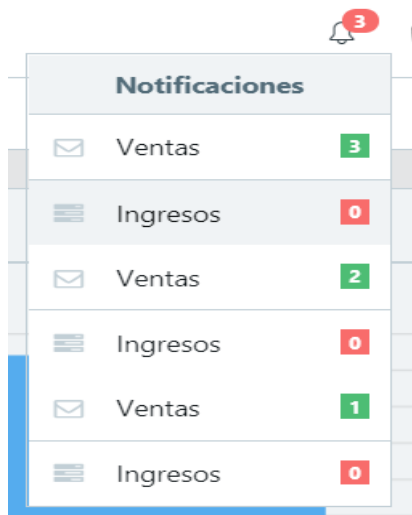 3
Notificaciones
Ventas 3
Ingresos 0
Ventas 2
Ingresos 0
Ventas 1
Ingresos 0